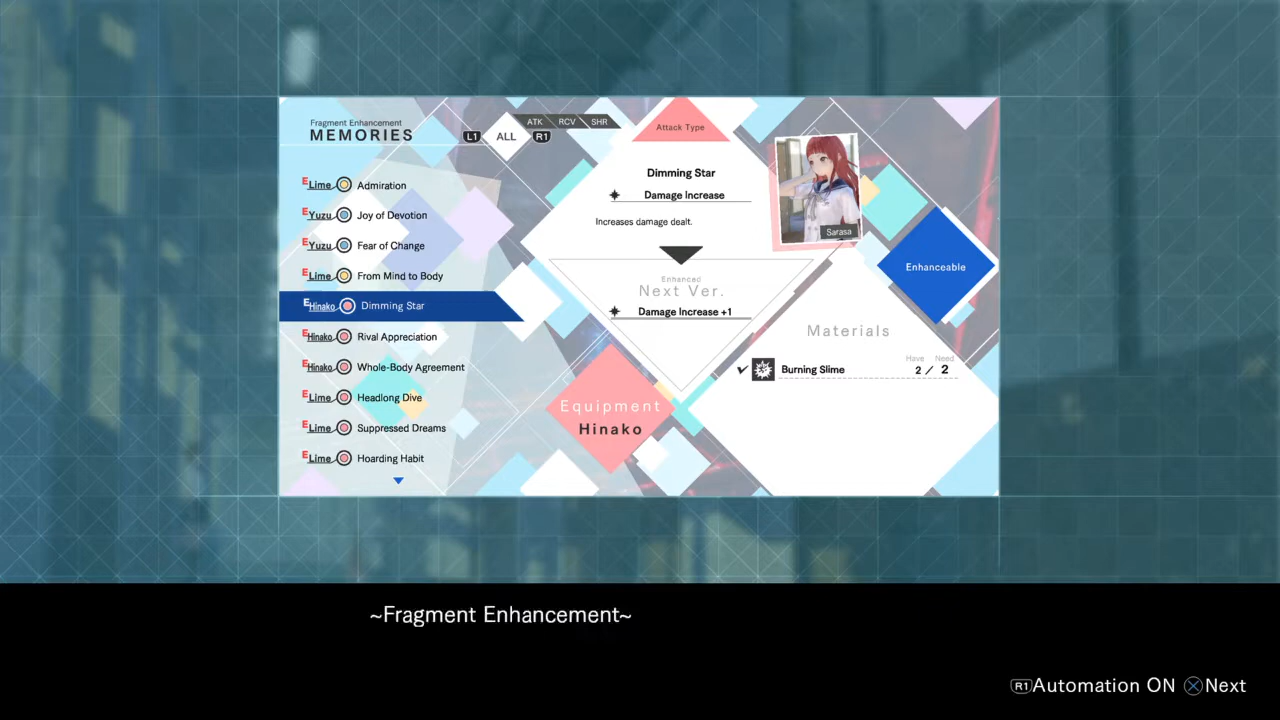 Fragment Enhancement
MEMORIES
L1 ALL R1
ATK RCV SHR
E Lime Admiration
E Yuzu Joy of Devotion
E Yuzu Fear of Change
E Lime From Mind to Body
E Hinako Dimming Star
E Hinako Rival Appreciation
E Hinako Whole-Body Agreement
E Lime Headlong Dive
E Lime Suppressed Dreams
E Lime Hoarding Habit
Attack Type
Dimming Star
Damage Increase
Increases damage dealt.
Enhanced
Next Ver.
Damage Increase +1
Equipment
Hinako
Sarasa
Enhanceable
Materials
Have Need
Burning Slime 2 / 2
~Fragment Enhancement~
R1 Automation ON Next